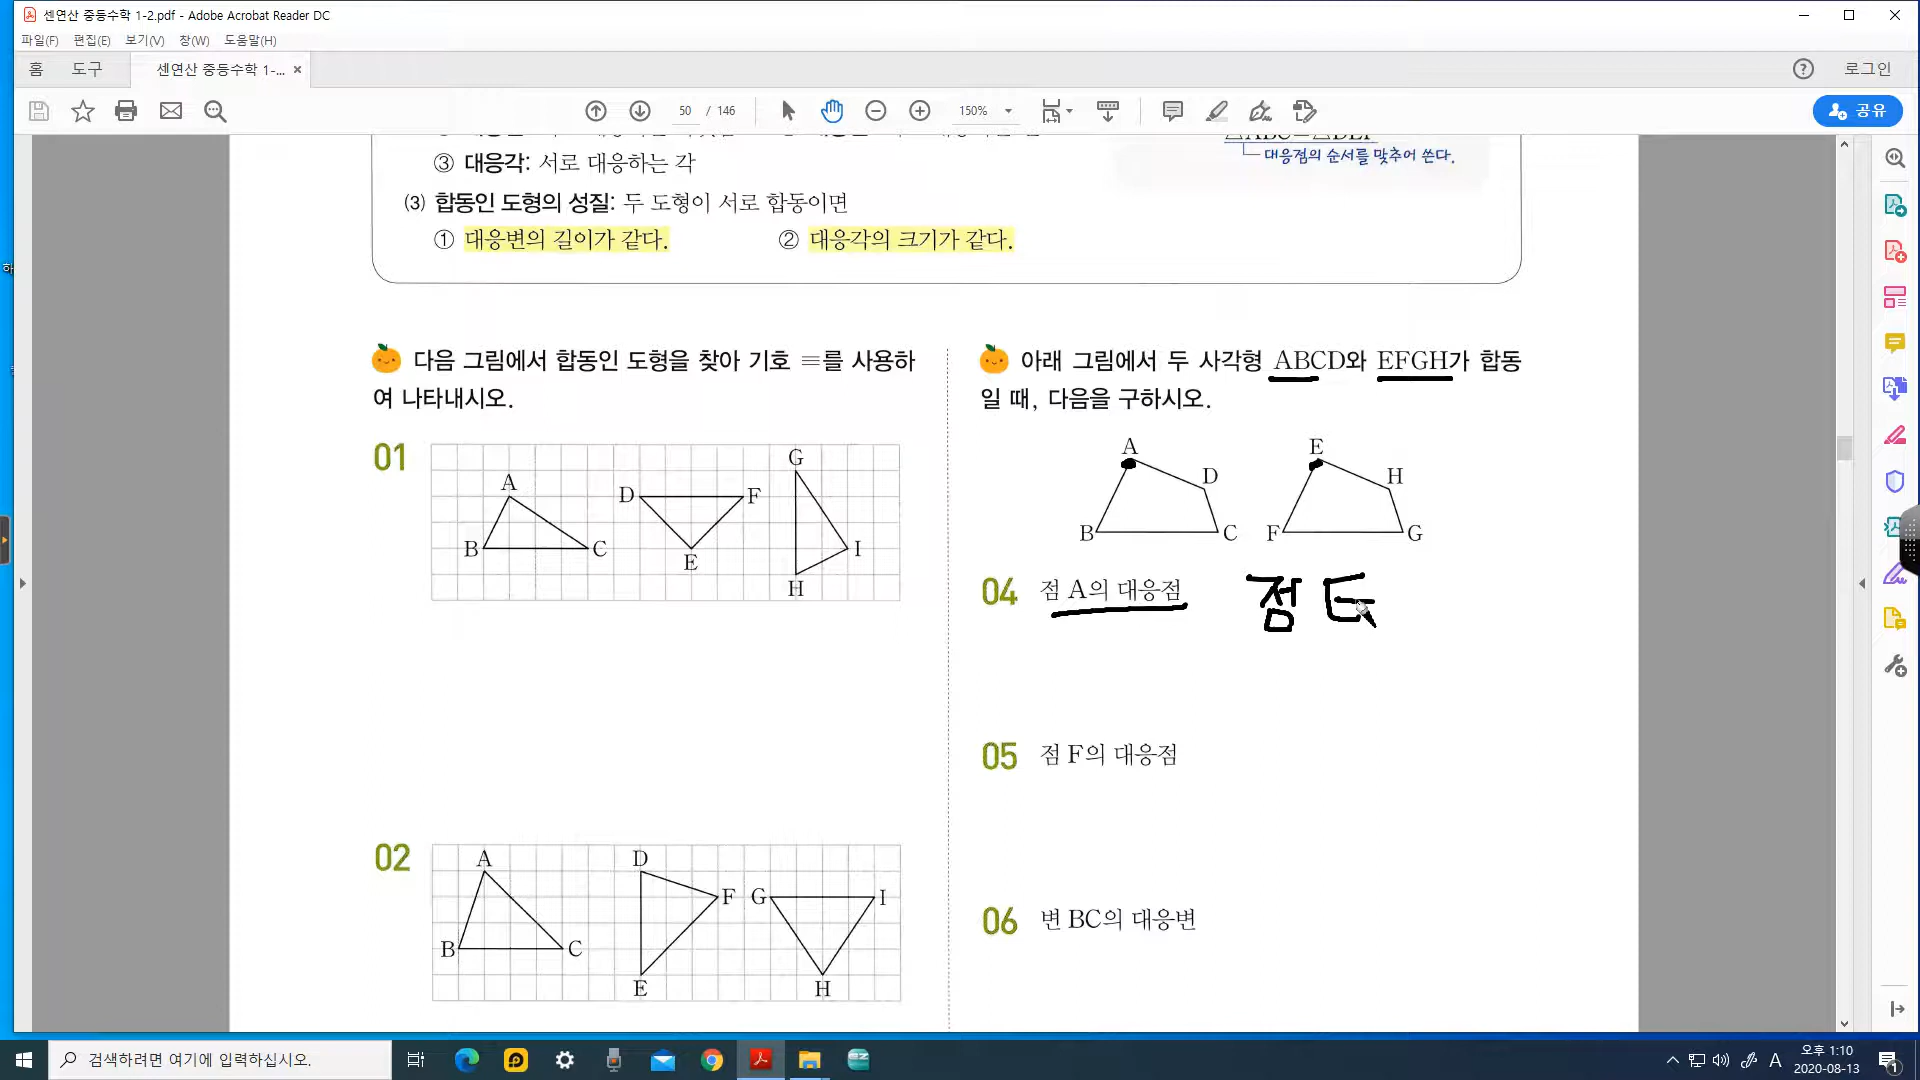 센연산 중등수학 1-2.pdf - Adobe Acrobat Reader DC
파일(F) 편집(E) 보기(V) 창(W) 도움말(H)
홈 도구 센연산 중등수학 1-... ×
로그인
50 / 146
150%
공유
③ 대응각: 서로 대응하는 각
대응점의 순서를 맞추어 쓴다.
(3) 합동인 도형의 성질: 두 도형이 서로 합동이면
① 대응변의 길이가 같다. ② 대응각의 크기가 같다.
다음 그림에서 합동인 도형을 찾아 기호 ≡를 사용하
여 나타내시오.
01
A
B
C
D
F
E
G
I
H
02
A
B
C
D
F
E
G
I
H
아래 그림에서 두 사각형 ABCD와 EFGH가 합동
일 때, 다음을 구하시오.
A
D
B
C
E
H
F
G
04 점 A의 대응점 점 E
05 점 F의 대응점
06 변 BC의 대응변
검색하려면 여기에 입력하십시오.
A
오후 1:10
2020-08-13
1